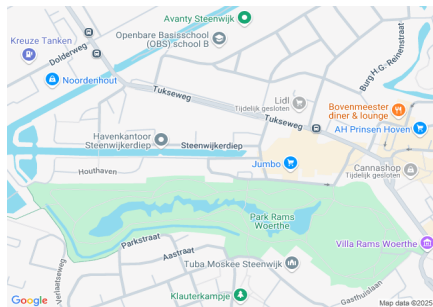 Avanty Steenwijk
Kreuze Tanken
Openbare Basisschool
(OBS) school B
Dolderweg
Burg H.G. Reinenstraat
Noordenhout
Tukseweg
Lidl
Tijdelijk gesloten
Bovenmeester
diner & lounge
Tukseweg
AH Prinsen Hoven
Havenkantoor
Steenwijkerdiep
Steenwijkerdiep
Jumbo
Cannashop
Tijdelijk gesloten
Houthaven
Park Rams
Woerthe
Parkstraat
Villa Rams Woerthe
Aastraat
Tuba Moskee Steenwijk
Gasthuislaan
Klauterkampje
Google
Map data ©2025